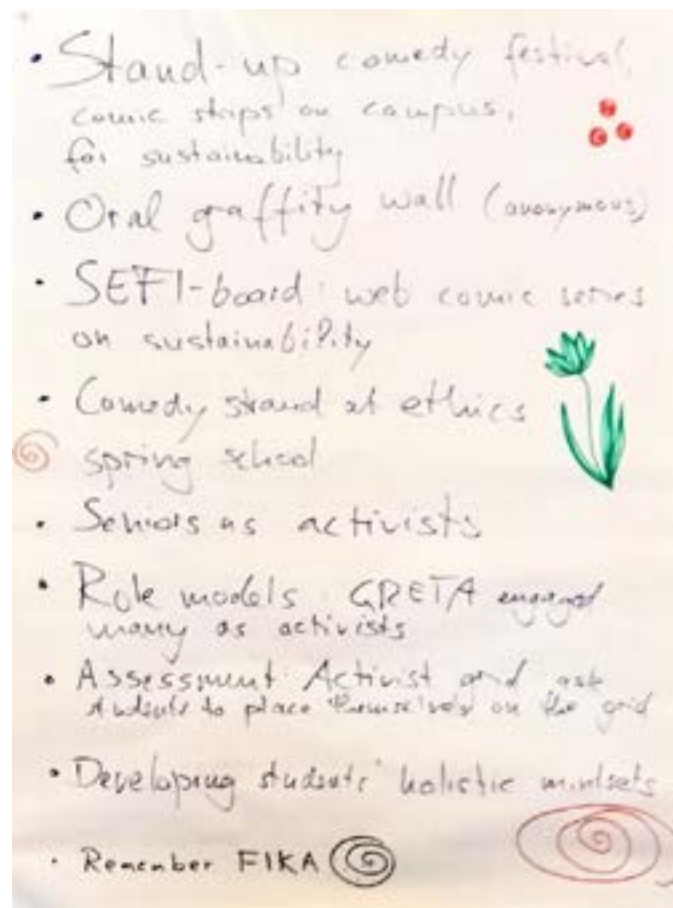 • Stand-up comedy festival,
comic strips on campus,
for sustainability
• Oral graffity wall (anonymous)
• SEFI-board: web comic series
on sustainability
• Comedy strand at ethics
spring school
• Seniors as activists
• Role models: GRETA engaged
many as activists
• Assessment: Activist grid ask
students to place themselves on the grid
• Developing students' holistic mindsets
• Remember FIKA